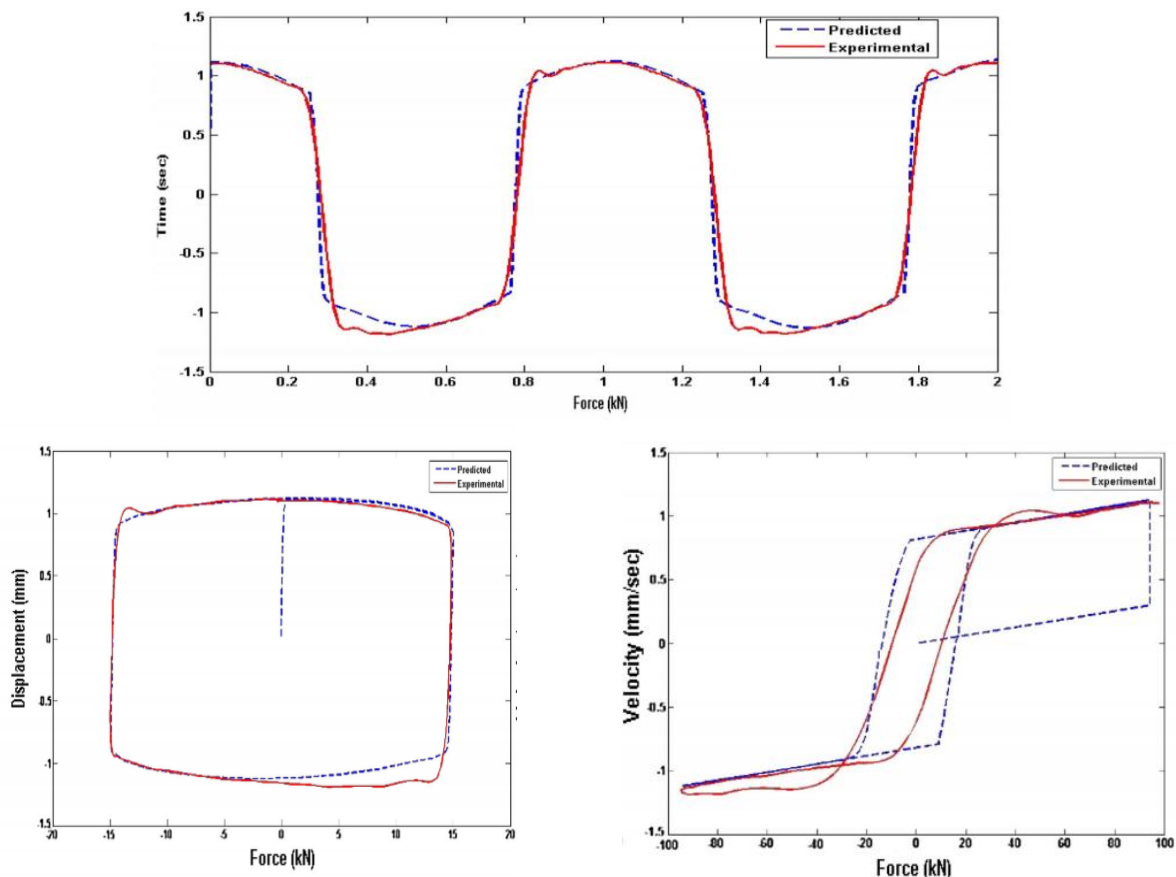 1.5
1
0.5
0
-0.5
-1
-1.5
Time (sec)
Predicted
Experimental
0 0.2 0.4 0.6 0.8 1 1.2 1.4 1.6 1.8 2
Force (kN)
1.5
1
0.5
0
-0.5
-1
-1.5
Displacement (mm)
Predicted
Experimental
-20 -15 -10 -5 0 5 10 15 20
Force (kN)
1.5
1
0.5
0
-0.5
-1
-1.5
Velocity (mm/sec)
Predicted
Experimental
-100 -80 -60 -40 -20 0 20 40 60 80 100
Force (kN)